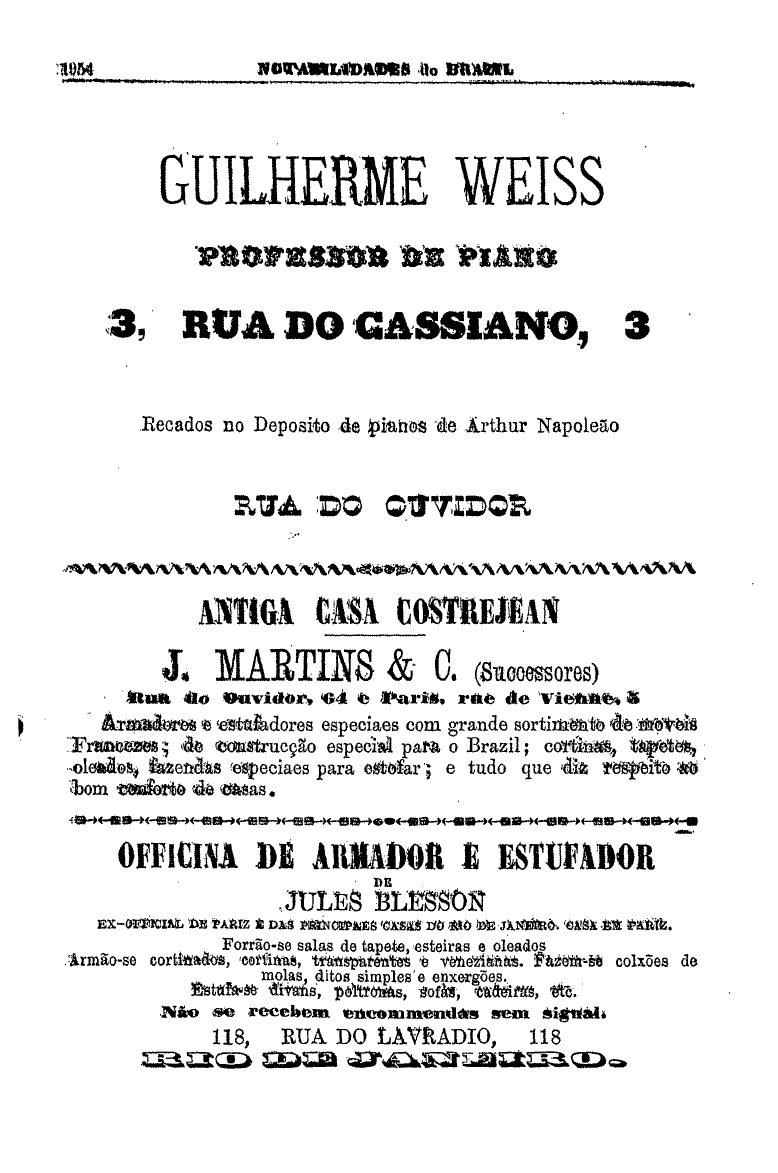 1954 NOTABILIDADES do BRAZIL
GUILHERME WEISS
PROFESSOR DE PIANO
3, RUA DO CASSIANO, 3
Recados no Deposito de pianos de Arthur Napoleão
RUA DO OUVIDOR
ANTIGA CASA COSTREJEAN
J. MARTINS & C. (Successores)
Rua do Ouvidor, 64 e Paris, rue de Vienne, 5
Armadores e estufadores especiaes com grande sortimento de moveis
Francezes; de construcção especial para o Brazil; cortinas, tapetes,
oleados, fazendas especiaes para estofar; e tudo que diz respeito ao
bom conforto de casas.
OFFICINA DE ARMADOR E ESTUFADOR
DE
JULES BLESSON
EX-OFFICIAL DE PARIZ E DAS PRINCIPAES CASAS DO RIO DE JANEIRO. CASA EM PARIZ.
Forrão-se salas de tapete, esteiras e oleados
Armão-se cortinados, cortinas, transparentes e venezianas. Fazem-se colxões de
molas, ditos simples e enxergões.
Estufa-se divans, poltronas, sofás, cadeiras, etc.
Não se recebem encommendas sem signal.
118, RUA DO LAVRADIO, 118
RIO DE JANEIRO.